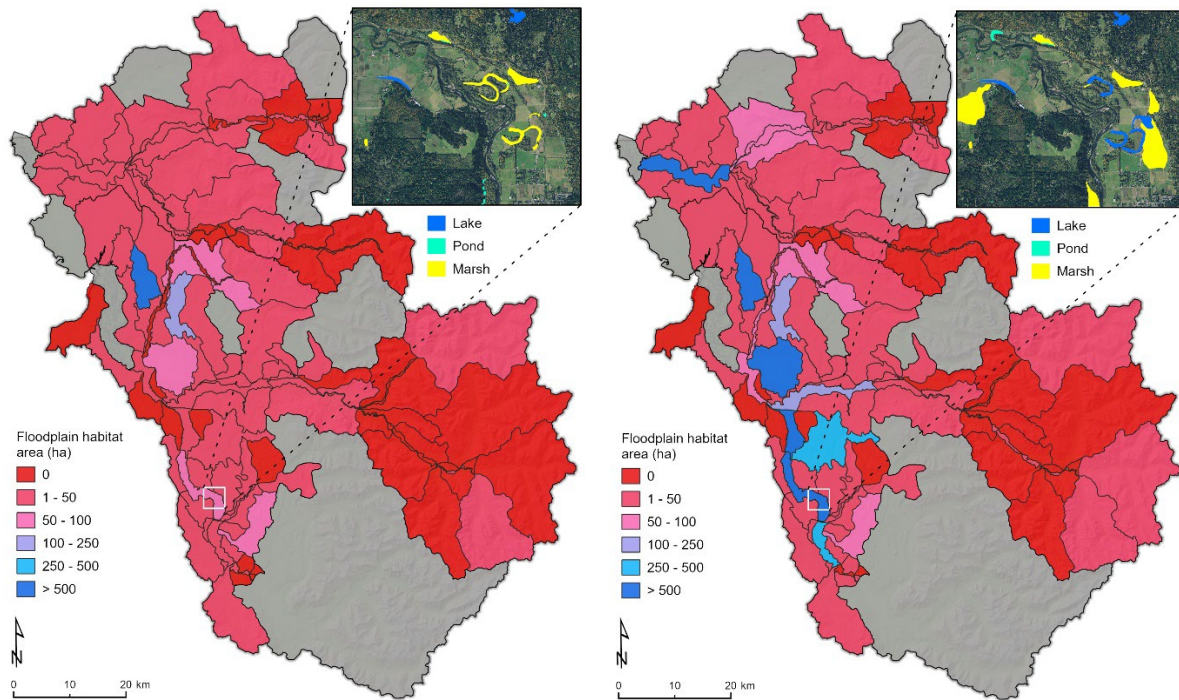 Lake
Pond
Marsh
Floodplain habitat
area (ha)
0
1 - 50
50 - 100
100 - 250
250 - 500
> 500
N
0
10
20 km
Lake
Pond
Marsh
Floodplain habitat
area (ha)
0
1 - 50
50 - 100
100 - 250
250 - 500
> 500
N
0
10
20 km